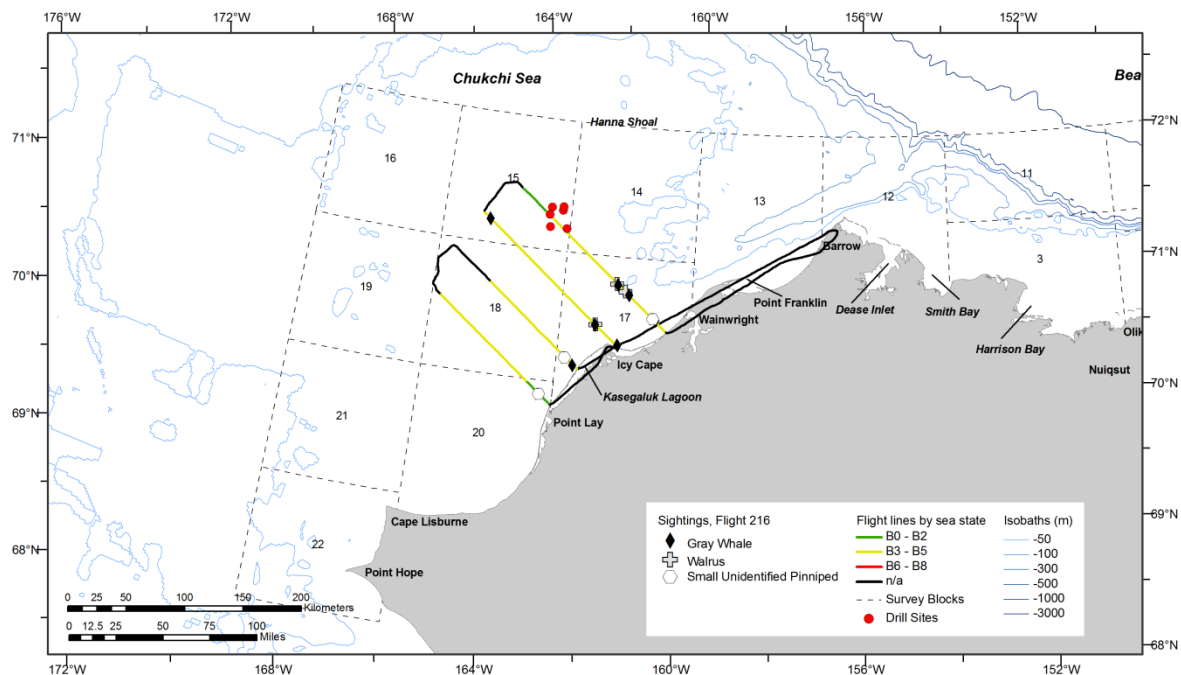 176°W 168°W 164°W 160°W 156°W 152°W
Chukchi Sea
Bea
72°N
71°N
Hanna Shoal
16
15
14
13
12
11
3
Barrow
71°N
70°N
19
18
17
Point Franklin
Wainwright
Dease Inlet
Smith Bay
Harrison Bay
Olik
Nuiqsut
Icy Cape
Kasegaluk Lagoon
70°N
69°N
21
20
Point Lay
Cape Lisburne
69°N
68°N
22
Point Hope
0 25 50 100 150 200
Kilometers
0 12.5 25 50 75 100
Miles
Sightings, Flight 216
Gray Whale
Walrus
Small Unidentified Pinniped
Flight lines by sea state
B0 - B2
B3 - B5
B6 - B8
n/a
Survey Blocks
Drill Sites
Isobaths (m)
-50
-100
-300
-500
-1000
-3000
68°N
172°W 168°W 164°W 162°W 160°W 156°W 152°W